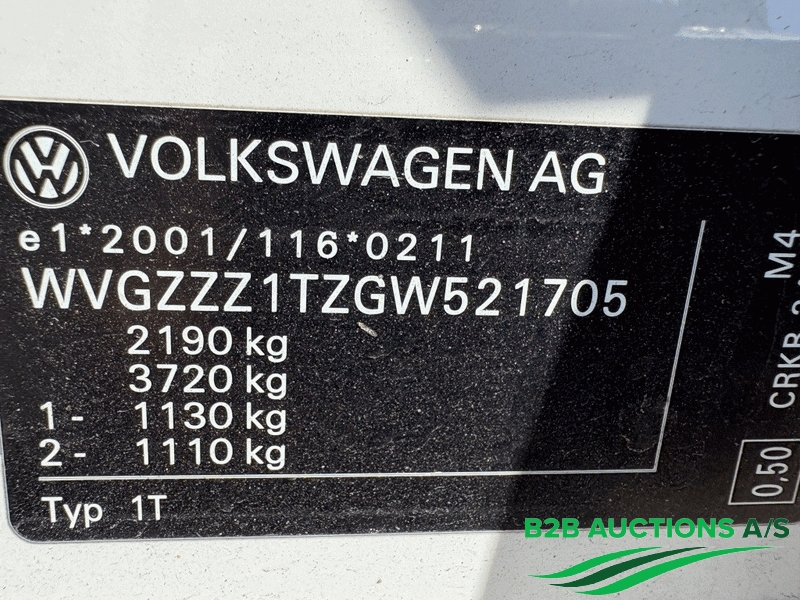 VOLKSWAGEN AG
e1*2001/116*0211
WVGZZZ1TZGW521705
2190 kg
3720 kg
1- 1130 kg
2- 1110 kg
Typ 1T
M4
CRKB
0,50
B2B AUCTIONS A/S